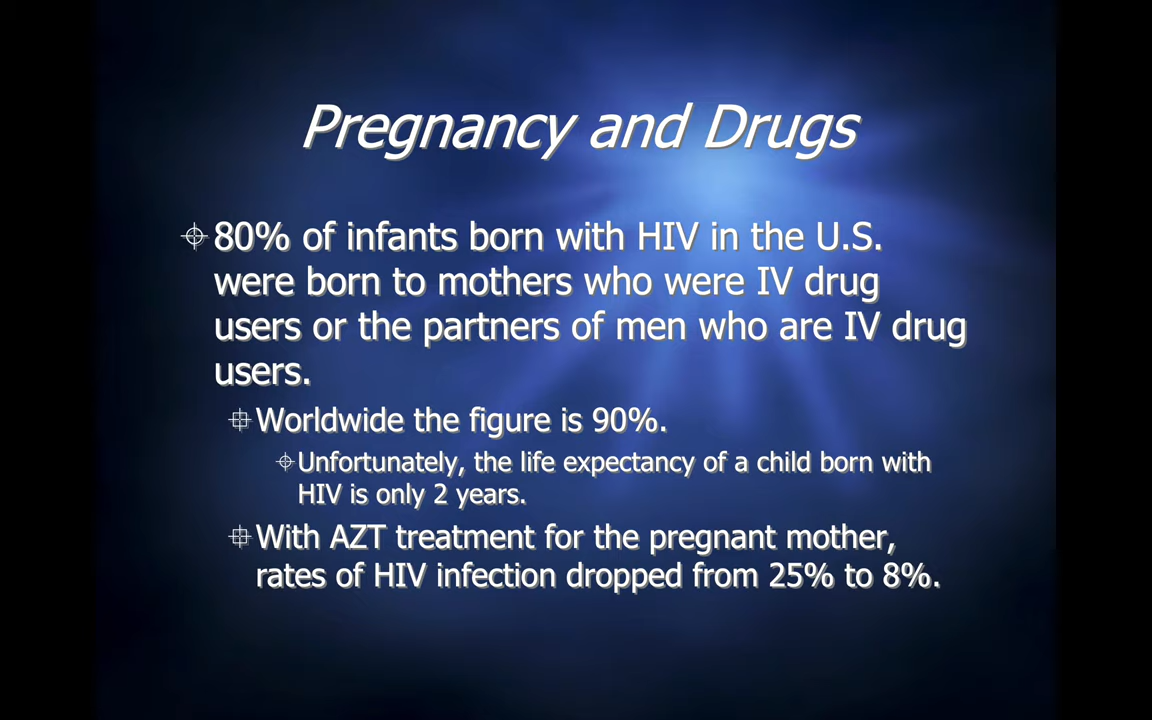 Pregnancy and Drugs
80% of infants born with HIV in the U.S.
were born to mothers who were IV drug
users or the partners of men who are IV drug
users.
Worldwide the figure is 90%.
Unfortunately, the life expectancy of a child born with
HIV is only 2 years.
With AZT treatment for the pregnant mother,
rates of HIV infection dropped from 25% to 8%.